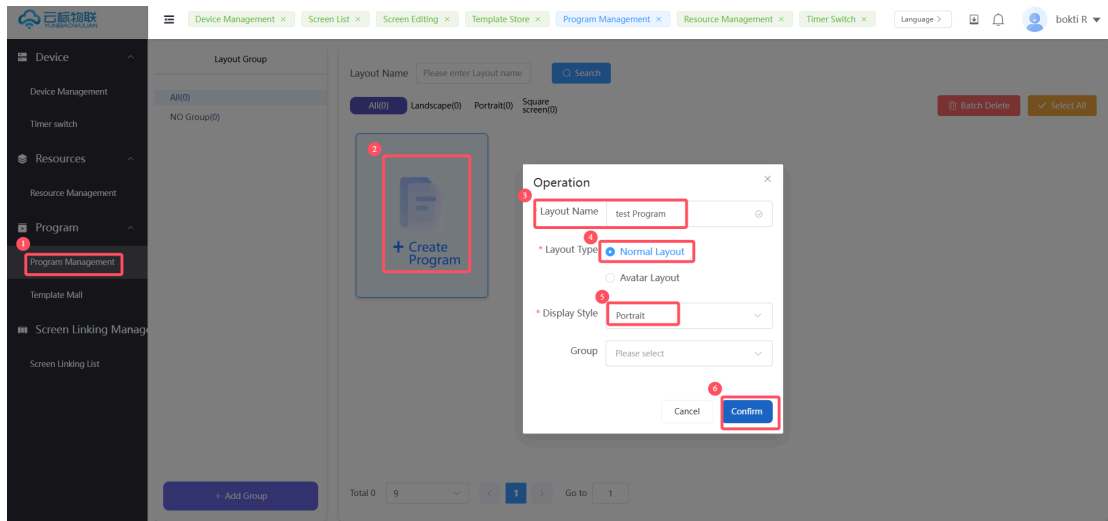 云标物联
YUNBIAOWULIAN
Device Management ×
Screen List ×
Screen Editing ×
Template Store ×
Program Management ×
Resource Management ×
Timer Switch ×
Language >
bokti R
Device
Device Management
Timer switch
Resources
Resource Management
1
Program
Program Management
Template Mall
Screen Linking Manag
Screen Linking List
Layout Group
All(0)
NO Group(0)
+ Add Group
Layout Name Please enter Layout name Search
All(0) Landscape(0) Portrait(0) Square screen(0)
Batch Delete
Select All
2
+ Create
Program
Operation ×
3
Layout Name test Program
4
* Layout Type Normal Layout
Avatar Layout
5
* Display Style Portrait
Group Please select
6
Cancel Confirm
Total 0 9 < 1 > Go to 1